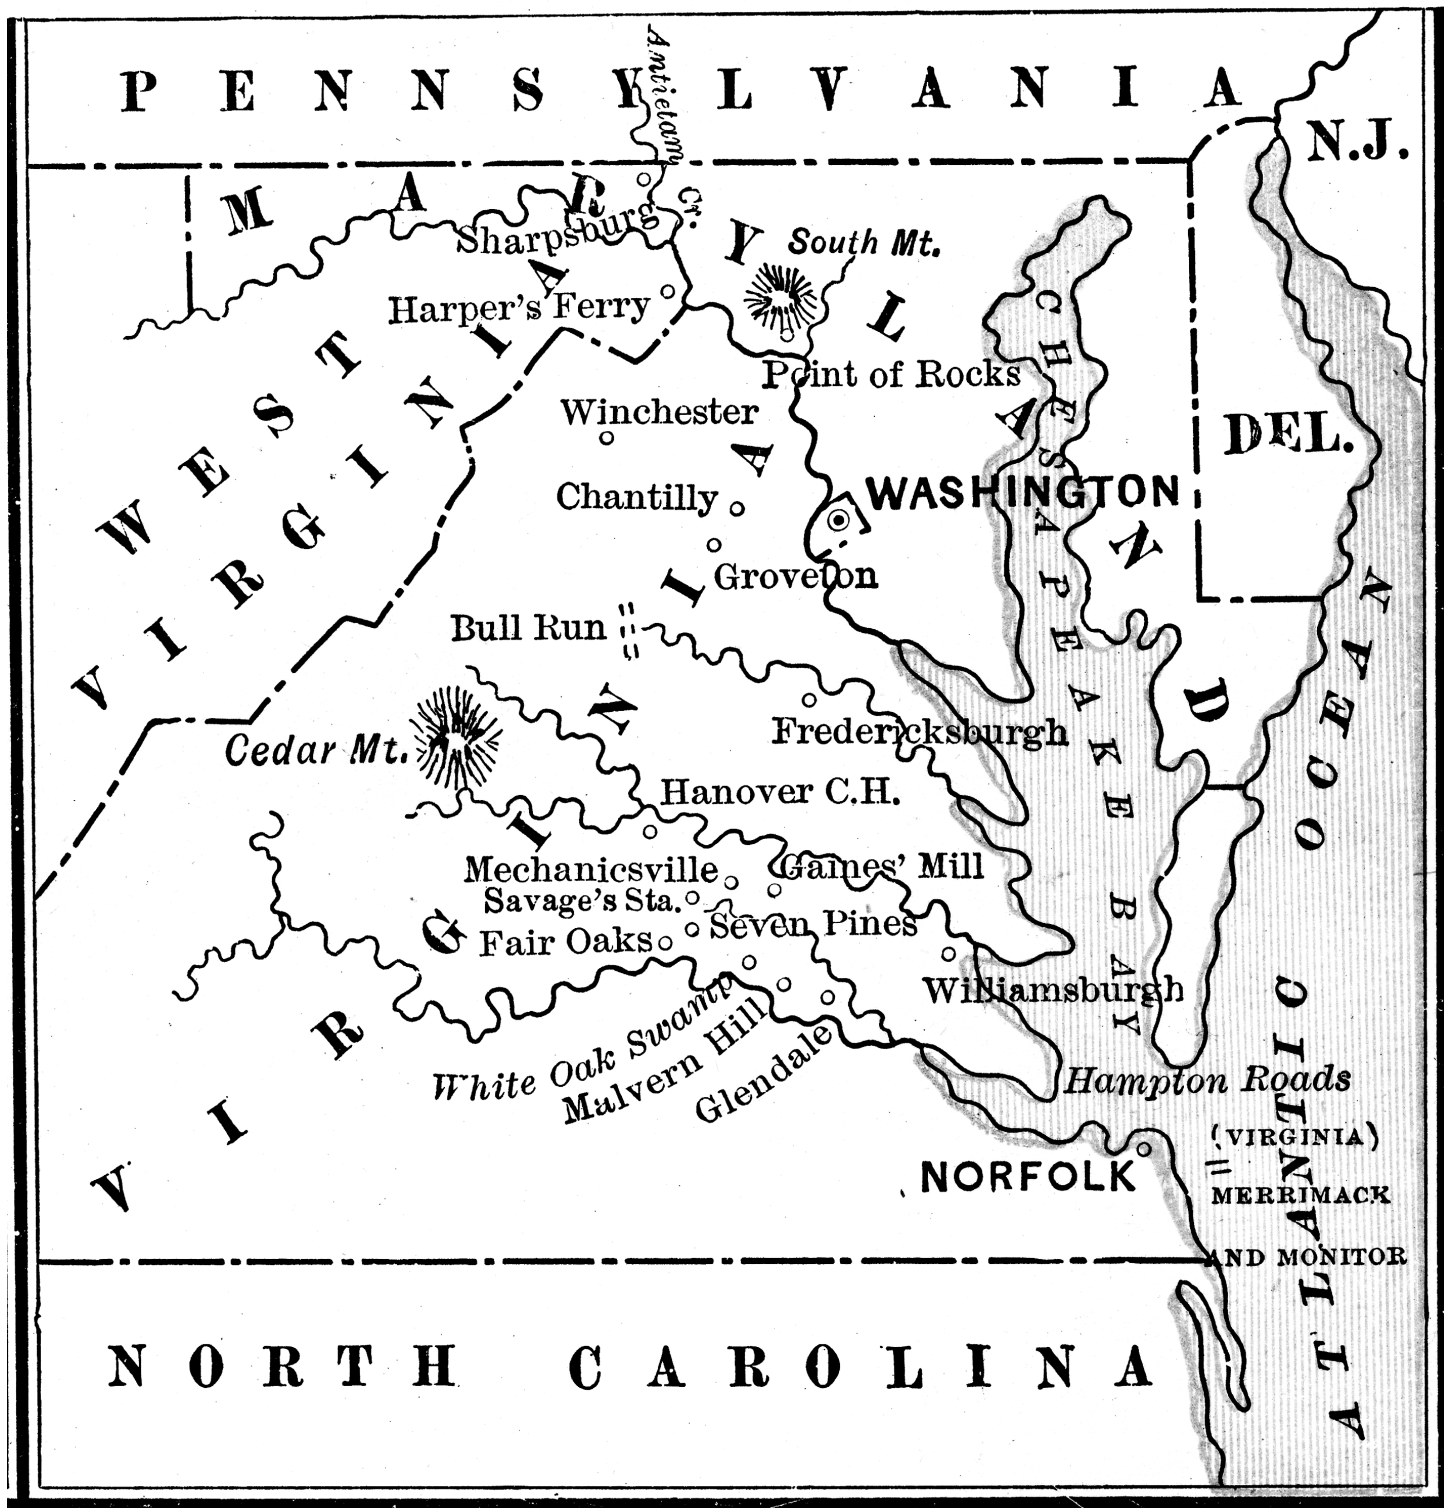 PENNSYLVANIA
Antietam Cr.
N.J.
MARYLAND
Sharpsburg
South Mt.
Harper's Ferry
Point of Rocks
WEST
VIRGINIA
Winchester
DEL.
CHESAPEAKE BAY
WASHINGTON
Chantilly
Groveton
Bull Run
Fredericksburgh
Cedar Mt.
Hanover C.H.
VIRGINIA
Mechanicsville
Gaines' Mill
Savage's Sta.
Seven Pines
Fair Oaks
Williamsburgh
White Oak Swamp
Malvern Hill
Glendale
Hampton Roads
(VIRGINIA)
MERRIMACK
AND MONITOR
NORFOLK
ATLANTIC OCEAN
NORTH CAROLINA